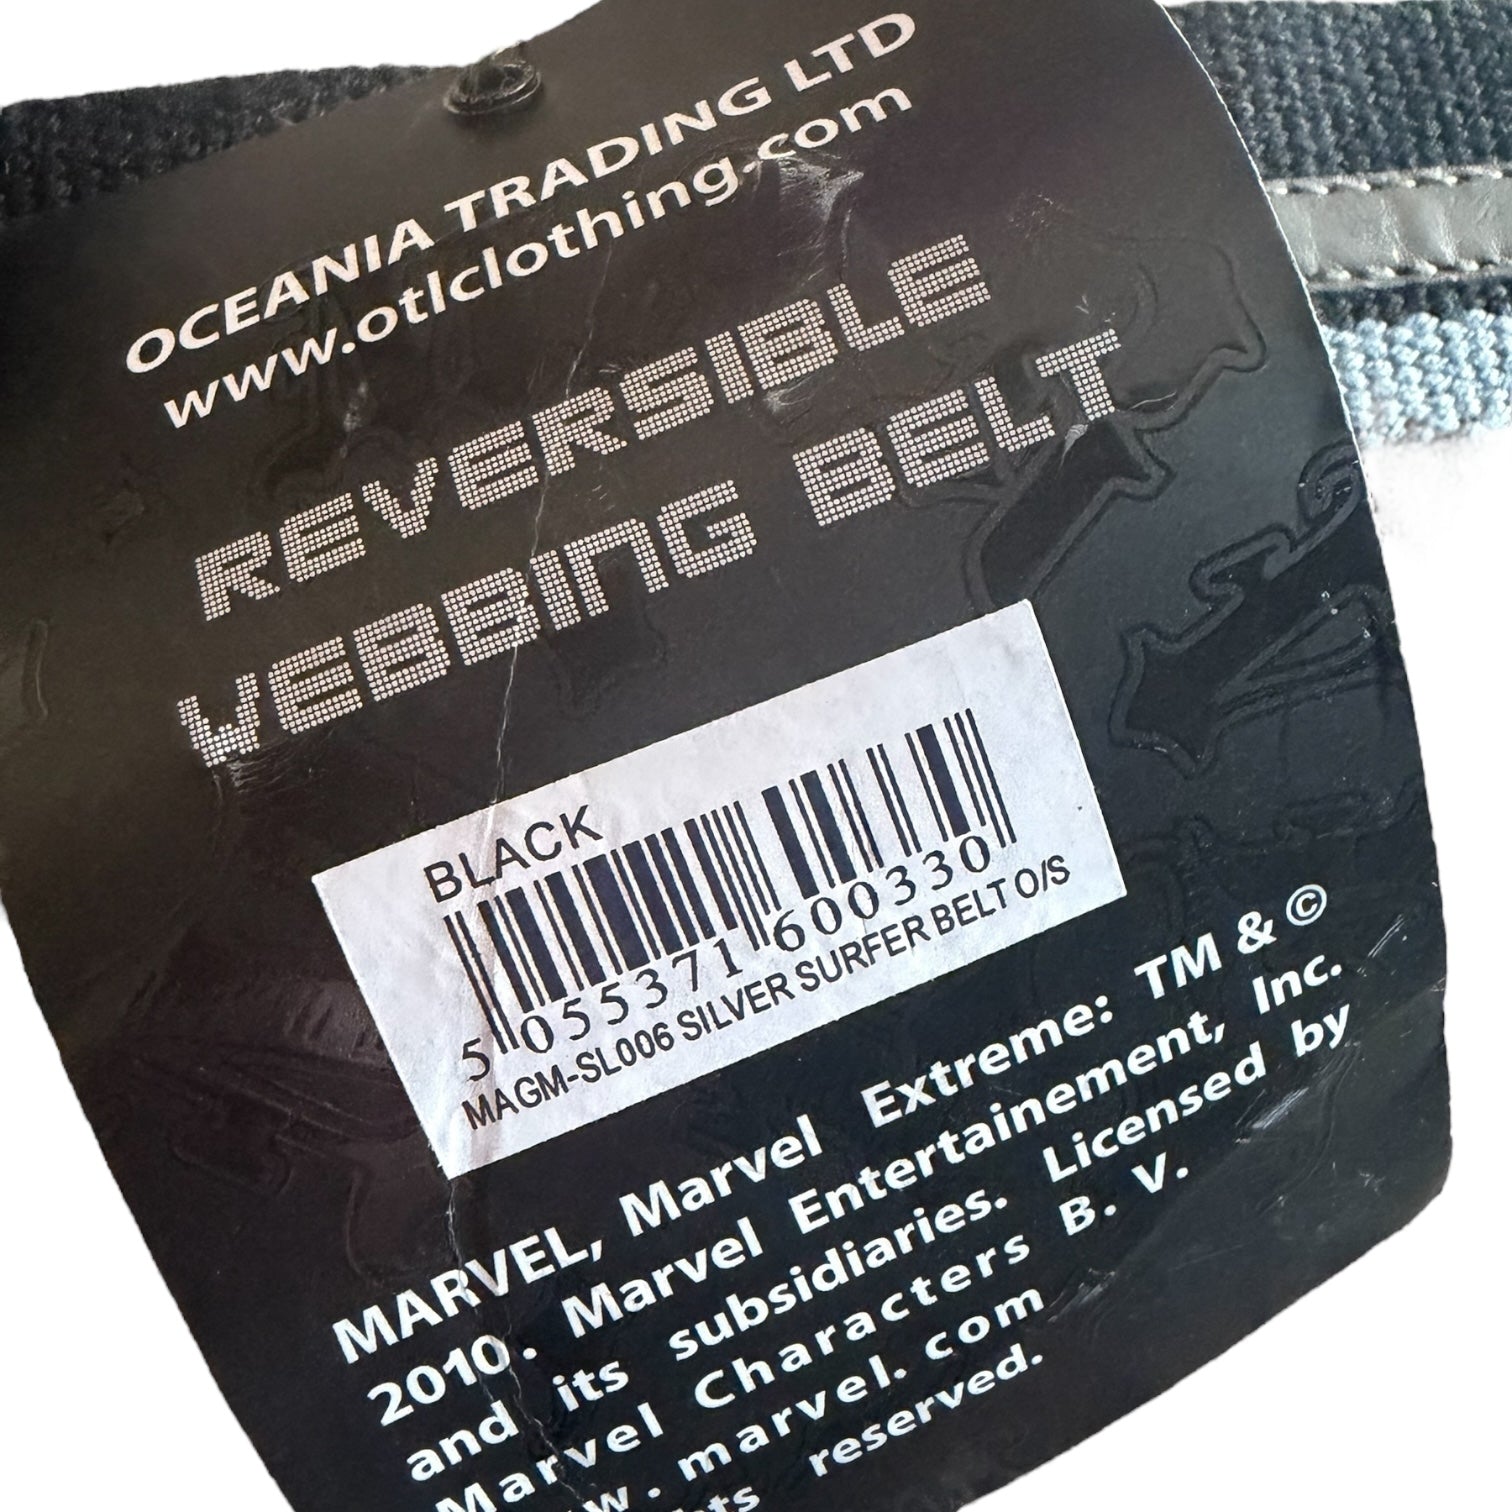 OCEANIA TRADING LTD
www.otlclothing.com
REVERSIBLE
WEBBING BELT
BLACK
5 055371 600330
MAGM-SL006 SILVER SURFER BELT O/S
MARVEL, Marvel Extreme: TM & ©
2010. Marvel Entertainement, Inc.
and its subsidiaries. Licensed by
Marvel Characters B. V.
marvel.com
reserved.